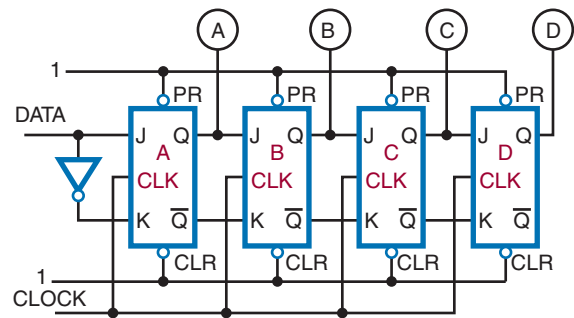 A B C D
1
PR PR PR PR
DATA
J Q J Q J Q J Q
A B C D
CLK CLK CLK CLK
K Q̅ K Q̅ K Q̅ K Q̅
1
CLR CLR CLR CLR
CLOCK